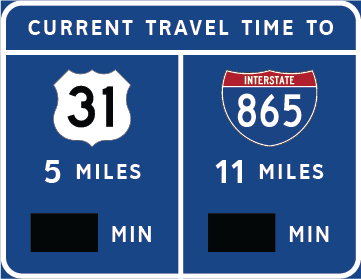 CURRENT TRAVEL TIME TO
31
5 MILES
MIN
INTERSTATE
865
11 MILES
MIN